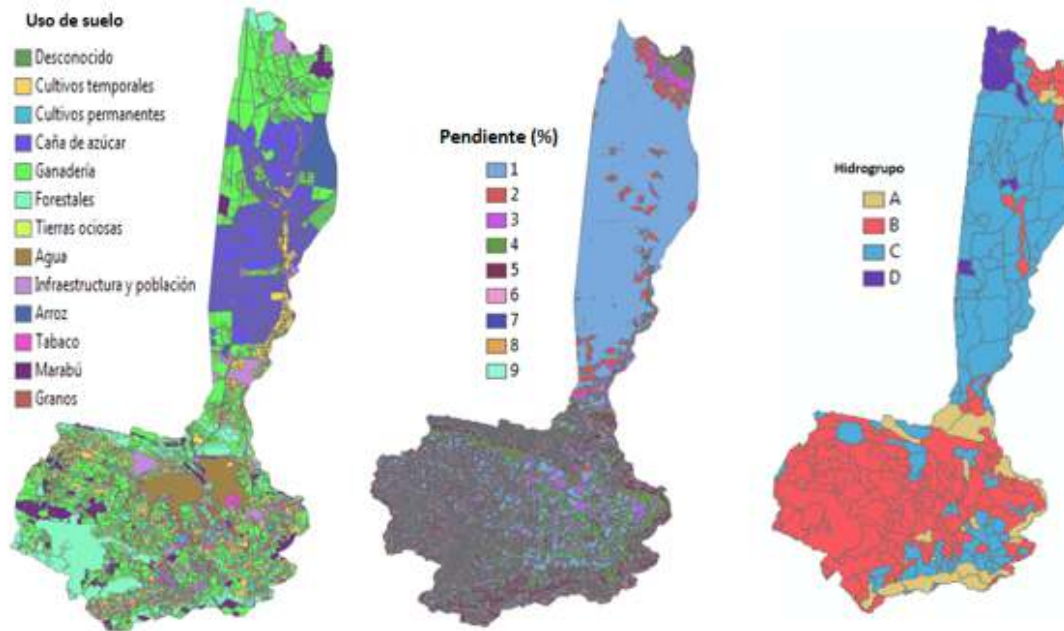 Uso de suelo
Desconocido
Cultivos temporales
Cultivos permanentes
Caña de azúcar
Ganadería
Forestales
Tierras ociosas
Agua
Infraestructura y población
Arroz
Tabaco
Marabú
Granos
Pendiente (%)
1
2
3
4
5
6
7
8
9
Hidrogrupo
A
B
C
D